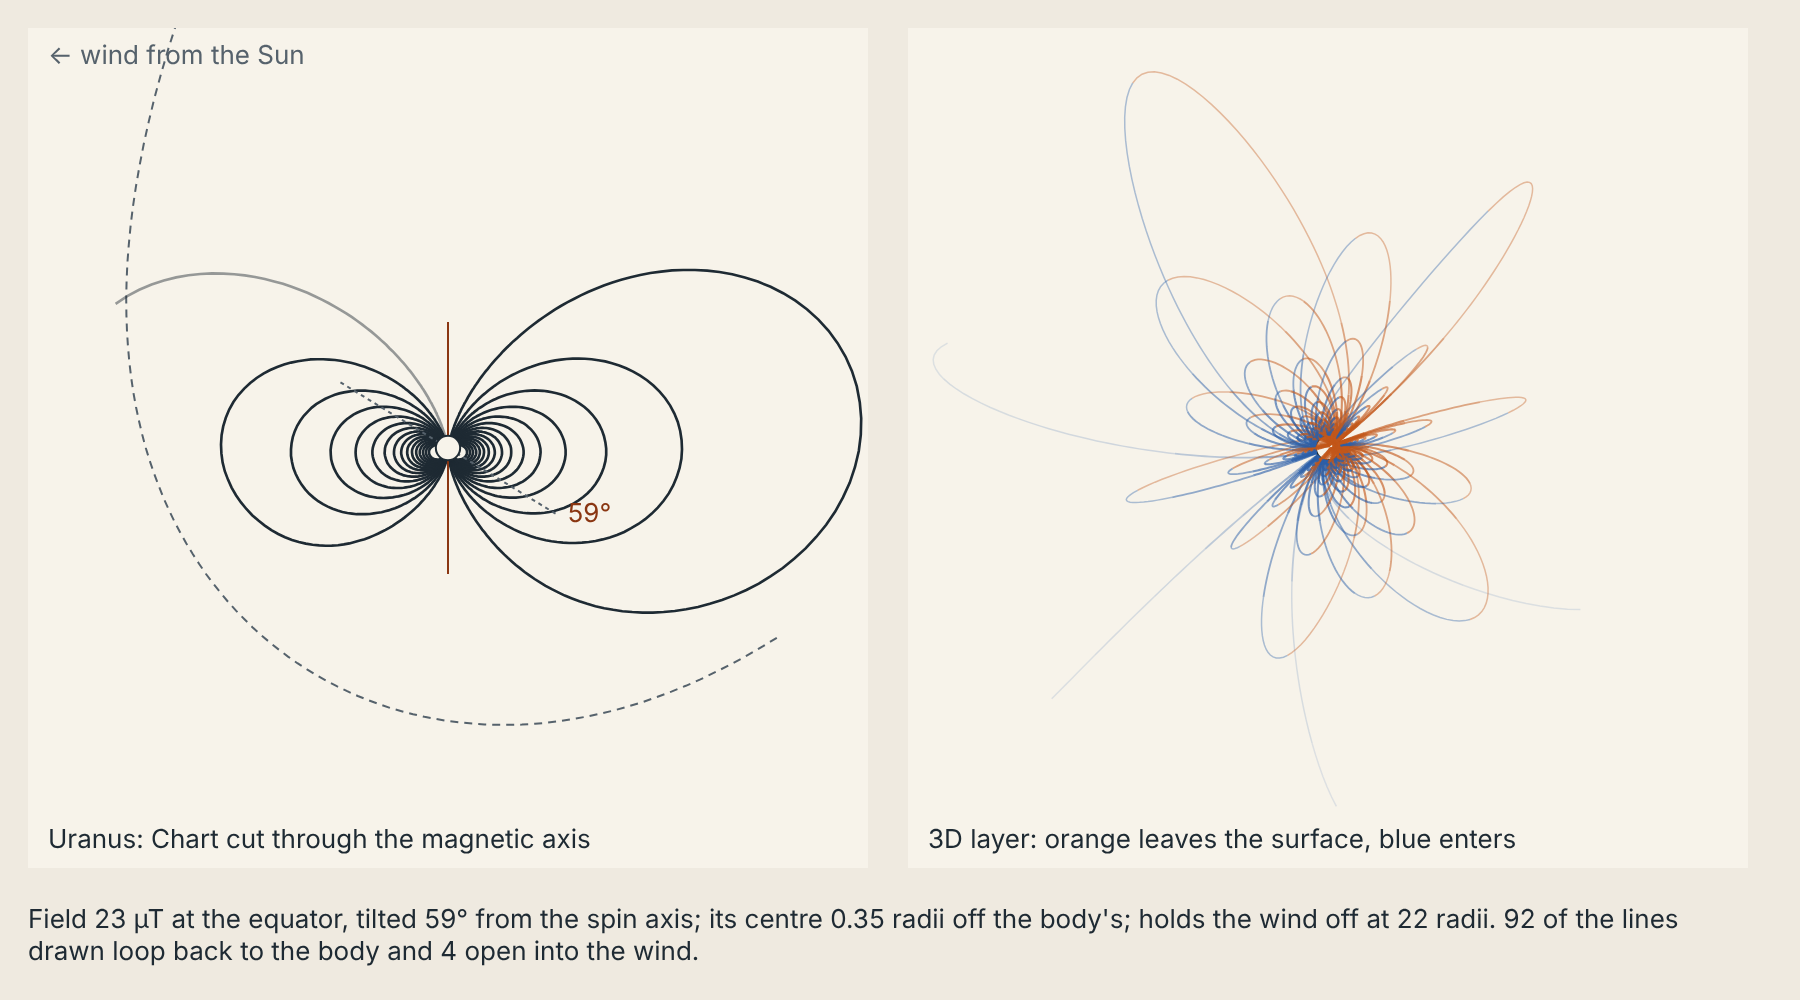 ← wind from the Sun
59°
Uranus: Chart cut through the magnetic axis
3D layer: orange leaves the surface, blue enters
Field 23 µT at the equator, tilted 59° from the spin axis; its centre 0.35 radii off the body's; holds the wind off at 22 radii. 92 of the lines
drawn loop back to the body and 4 open into the wind.